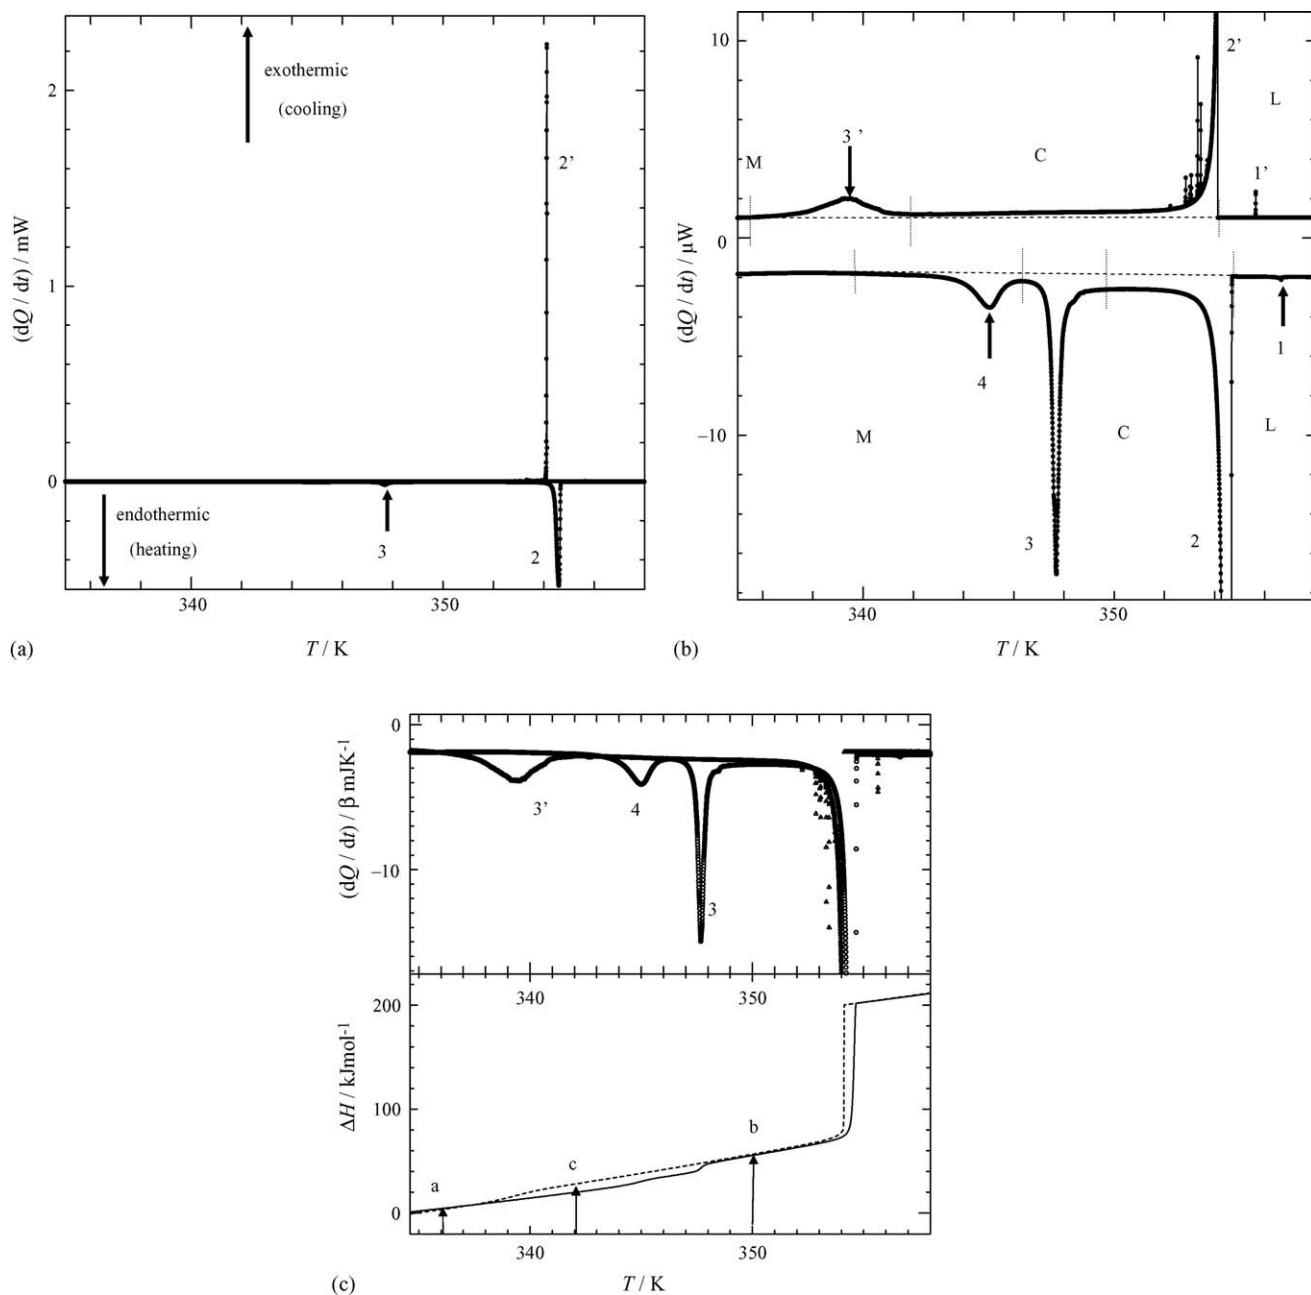 2
1
0
exothermic
(cooling)
2'
endothermic
(heating)
3
2
340
350
(dQ / dt) / mW
T / K
(a)
10
0
−10
M
3 '
C
2'
L
1'
4
1
M
C
L
3
2
340
350
(dQ / dt) / μW
T / K
(b)
0
−10
3'
4
3
(dQ / dt) / β mJK⁻¹
340
350
200
100
0
a
c
b
ΔH / kJmol⁻¹
340
350
T / K
(c)